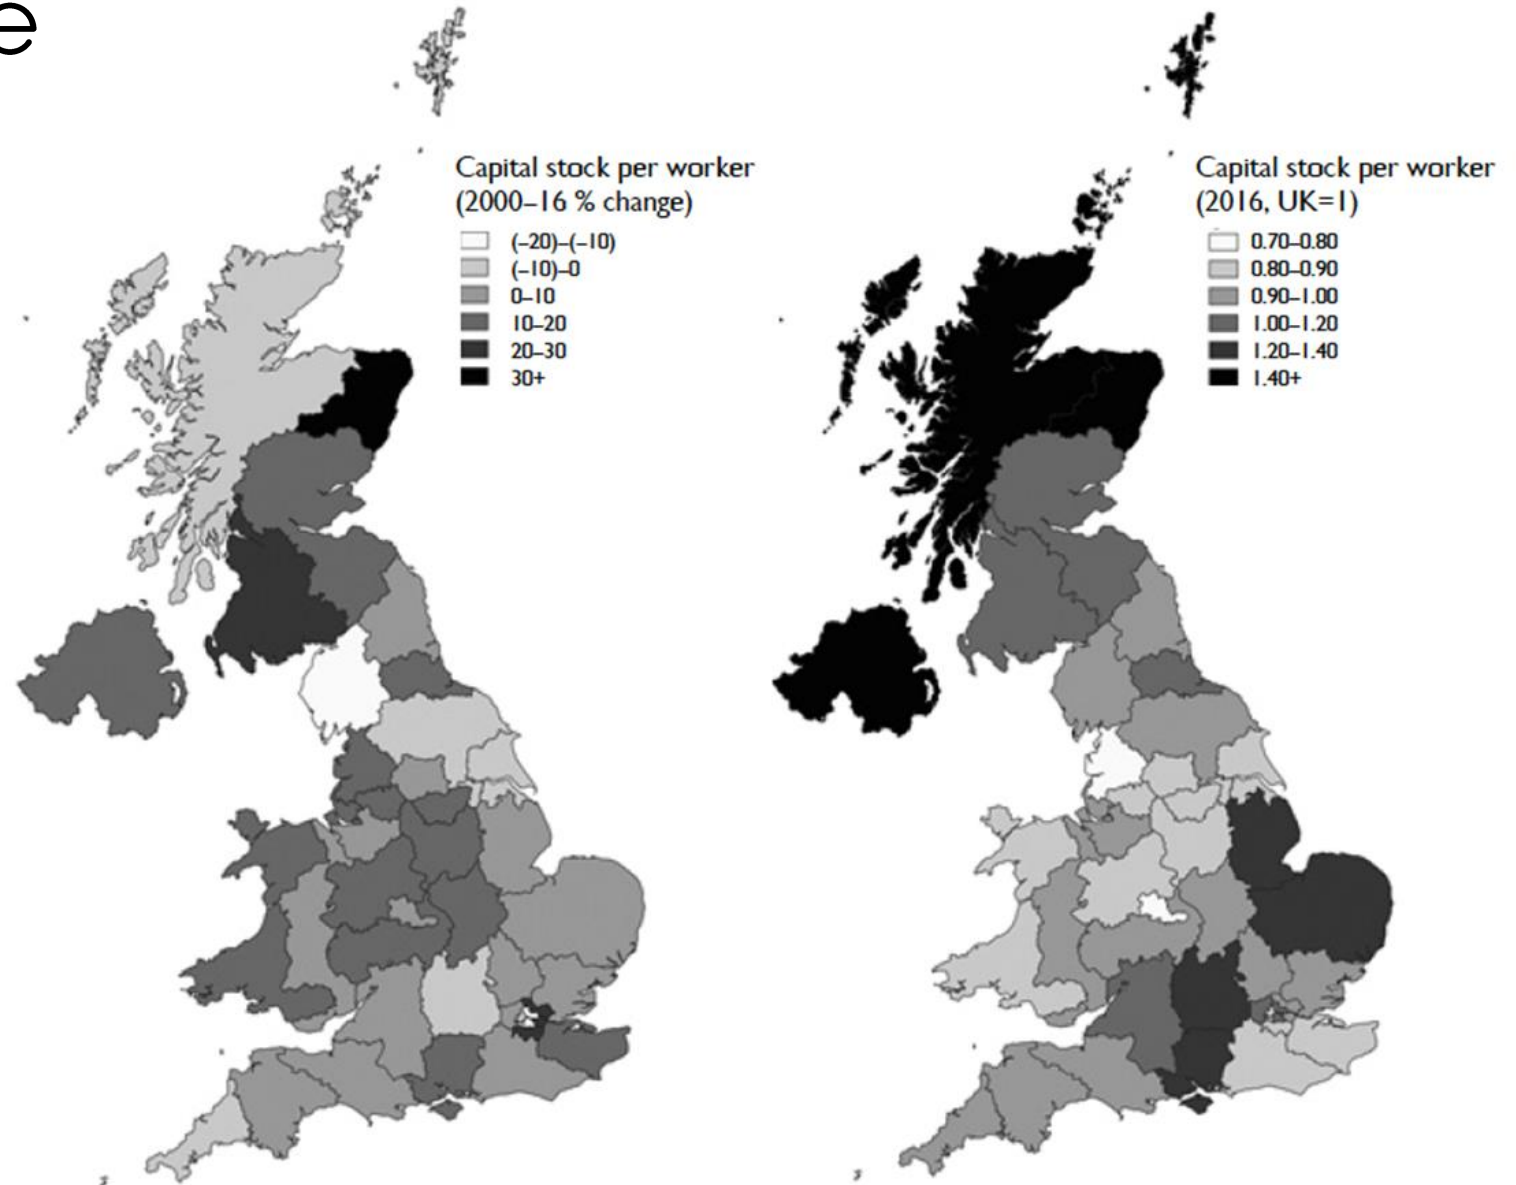 e
Capital stock per worker
(2000–16 % change)
(–20)–(–10)
(–10)–0
0–10
10–20
20–30
30+
Capital stock per worker
(2016, UK=1)
0.70–0.80
0.80–0.90
0.90–1.00
1.00–1.20
1.20–1.40
1.40+